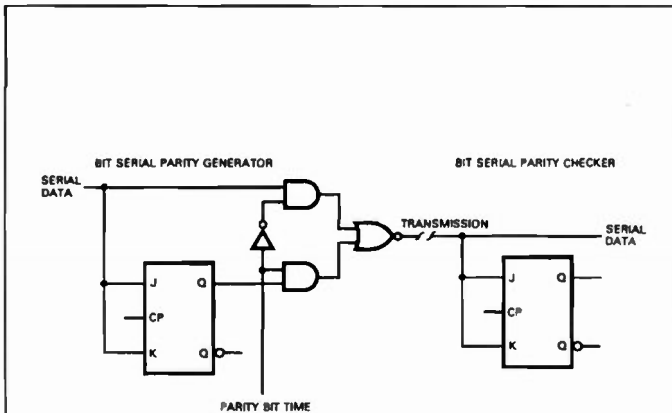 BIT SERIAL PARITY GENERATOR
BIT SERIAL PARITY CHECKER
SERIAL
DATA
TRANSMISSION
SERIAL
DATA
J
Q
CP
K
Q
J
Q
CP
K
Q
PARITY BIT TIME